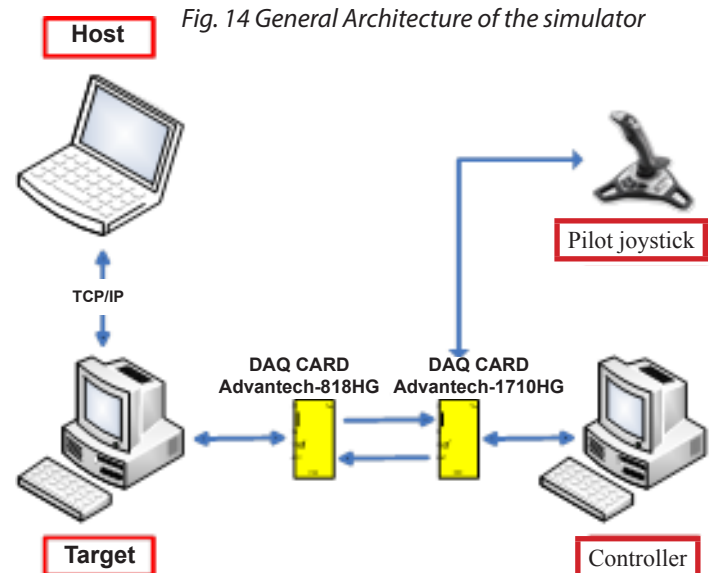 Fig. 14 General Architecture of the simulator
Host
Pilot joystick
TCP/IP
DAQ CARD
Advantech-818HG
DAQ CARD
Advantech-1710HG
Target
Controller